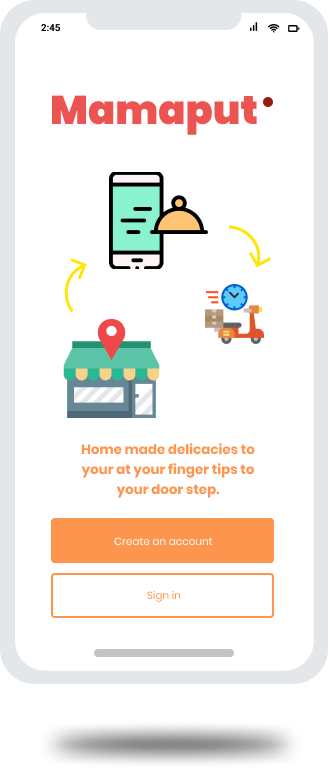 2:45
Mamaput
Home made delicacies to
your at your finger tips to
your door step.
Create an account
Sign in